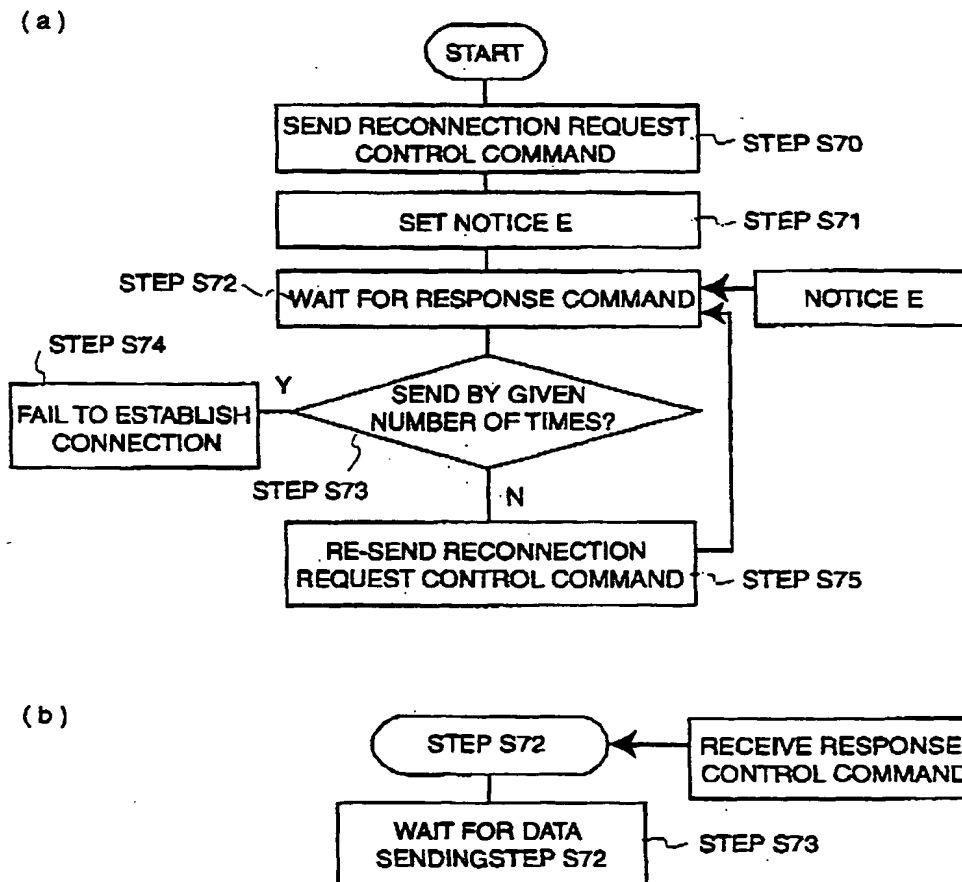 (a)
START
SEND RECONNECTION REQUEST
CONTROL COMMAND
STEP S70
SET NOTICE E
STEP S71
STEP S72
WAIT FOR RESPONSE COMMAND
NOTICE E
STEP S74
Y
FAIL TO ESTABLISH
CONNECTION
SEND BY GIVEN
NUMBER OF TIMES?
STEP S73
N
RE-SEND RECONNECTION
REQUEST CONTROL COMMAND
STEP S75
(b)
STEP S72
RECEIVE RESPONSE
CONTROL COMMAND
WAIT FOR DATA
SENDINGSTEP S72
STEP S73